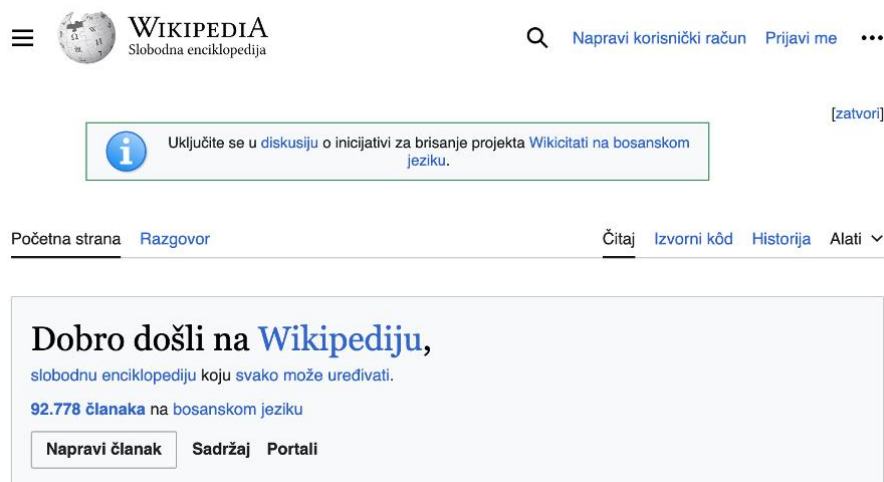 WIKIPEDIA
Slobodna enciklopedija
Napravi korisnički račun Prijavi me
[zatvori]
Uključite se u diskusiju o inicijativi za brisanje projekta Wikicitati na bosanskom
jeziku.
Početna strana Razgovor Čitaj Izvorni kôd Historija Alati
Dobro došli na Wikipediju,
slobodnu enciklopediju koju svako može uređivati.
92.778 članaka na bosanskom jeziku
Napravi članak Sadržaj Portali